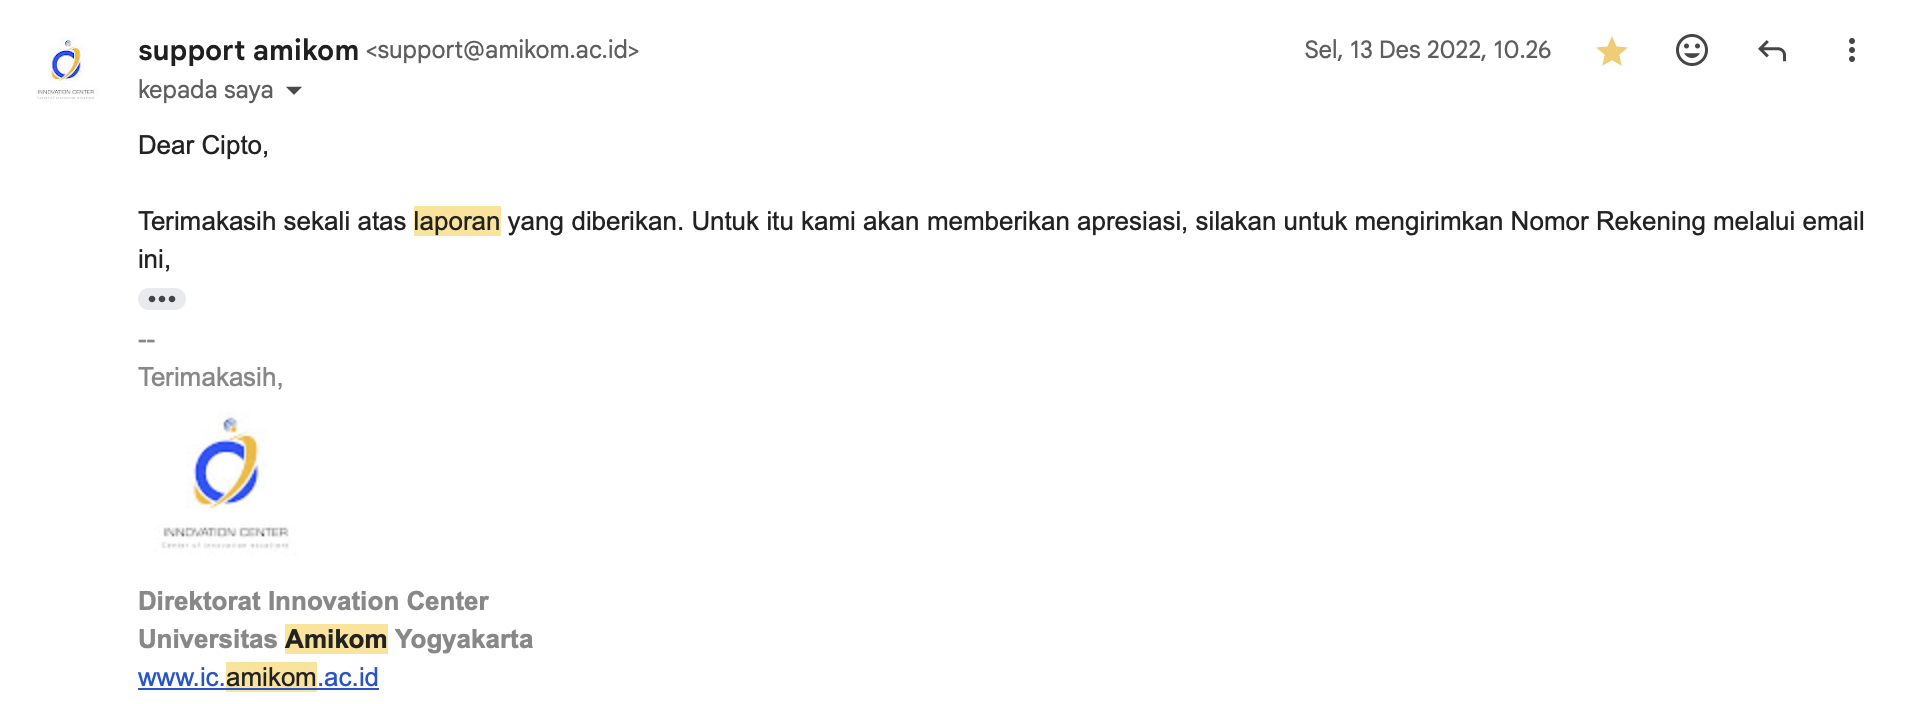 support amikom <support@amikom.ac.id>
Sel, 13 Des 2022, 10.26
kepada saya
INNOVATION CENTER
Dear Cipto,
Terimakasih sekali atas laporan yang diberikan. Untuk itu kami akan memberikan apresiasi, silakan untuk mengirimkan Nomor Rekening melalui email
ini,
--
Terimakasih,
INNOVATION CENTER
Direktorat Innovation Center
Universitas Amikom Yogyakarta
www.ic.amikom.ac.id